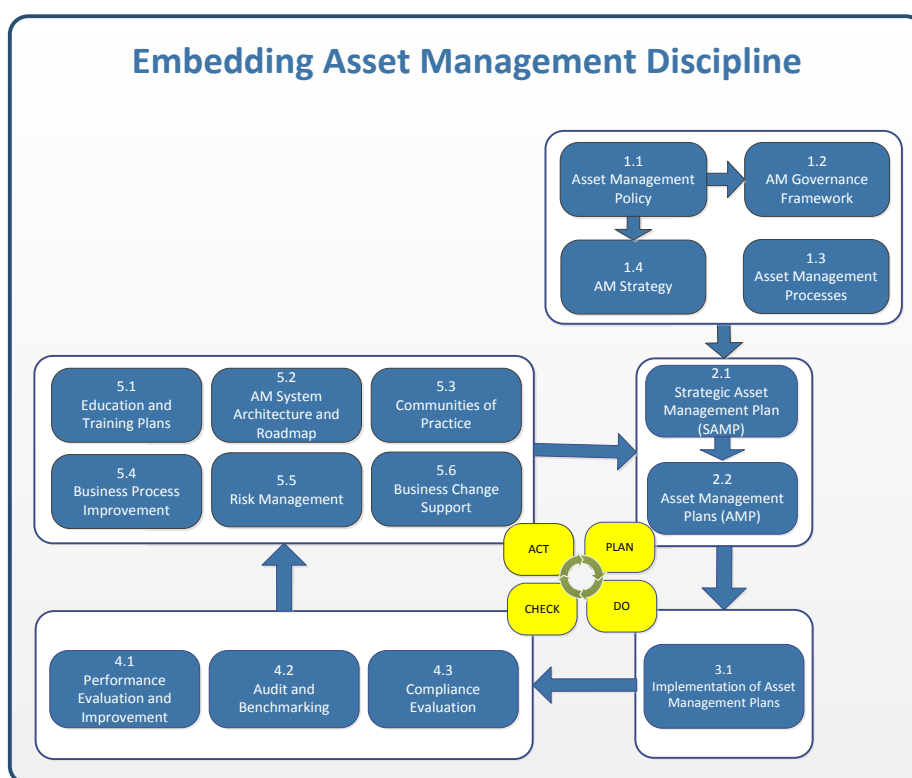 Embedding Asset Management Discipline
1.1
Asset Management
Policy
1.2
AM Governance
Framework
1.4
AM Strategy
1.3
Asset Management
Processes
5.1
Education and
Training Plans
5.2
AM System
Architecture and
Roadmap
5.3
Communities of
Practice
5.4
Business Process
Improvement
5.5
Risk Management
5.6
Business Change
Support
2.1
Strategic Asset
Management Plan
(SAMP)
2.2
Asset Management
Plans (AMP)
ACT
PLAN
CHECK
DO
4.1
Performance
Evaluation and
Improvement
4.2
Audit and
Benchmarking
4.3
Compliance
Evaluation
3.1
Implementation of Asset
Management Plans